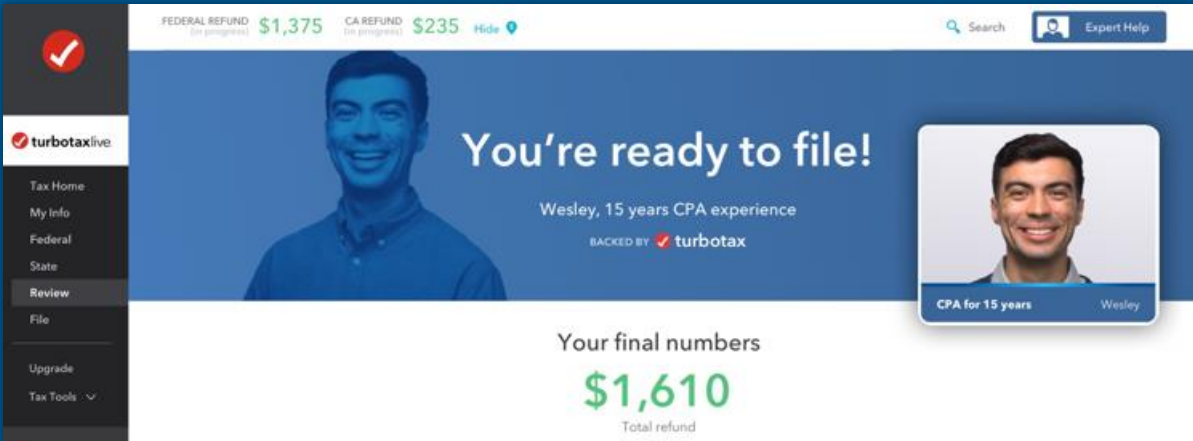 FEDERAL REFUND
(in progress)
$1,375
CA REFUND
(in progress)
$235
Hide
Search
Expert Help
turbotaxlive
Tax Home
My Info
Federal
State
Review
File
Upgrade
Tax Tools
You're ready to file!
Wesley, 15 years CPA experience
BACKED BY turbotax
CPA for 15 years Wesley
Your final numbers
$1,610
Total refund